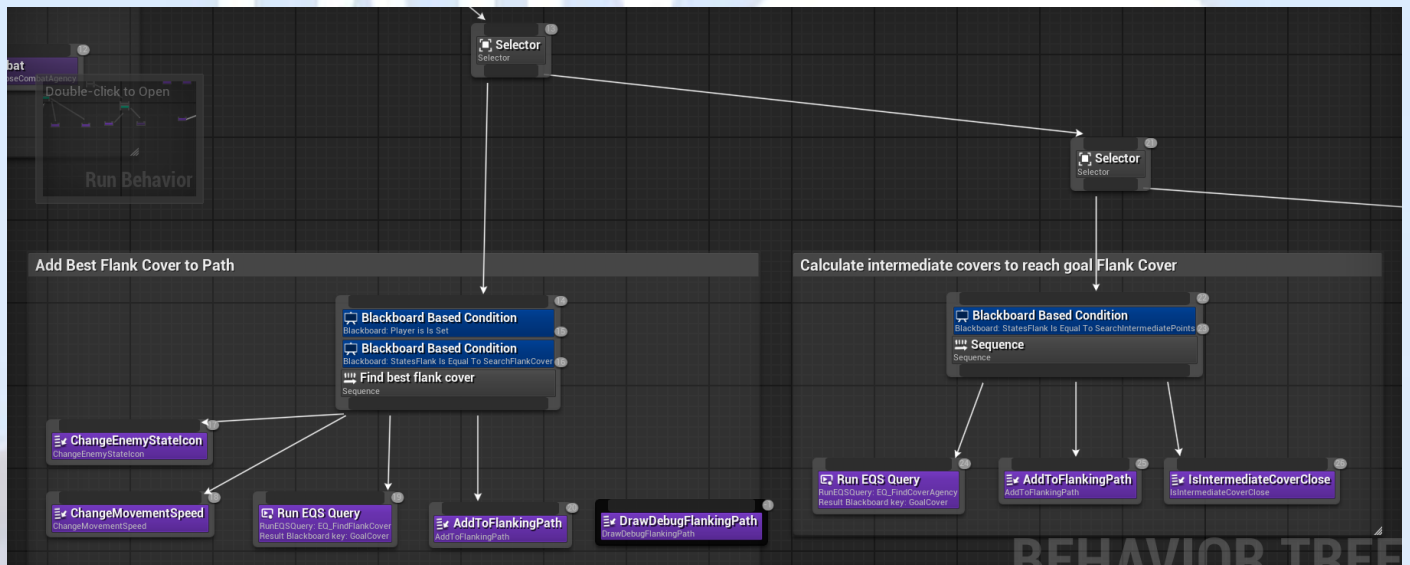 Selector
Selector
bat
seCombatAgency
Double-click to Open
Run Behavior
Selector
Selector
Add Best Flank Cover to Path
Blackboard Based Condition
Blackboard: Player is Is Set
Blackboard Based Condition
Blackboard: StatesFlank Is Equal To SearchFlankCover
Find best flank cover
Sequence
ChangeEnemyStateIcon
ChangeEnemyStateIcon
ChangeMovementSpeed
ChangeMovementSpeed
Run EQS Query
RunEQSQuery: EQ_FindFlankCover
Result Blackboard key: GoalCover
AddToFlankingPath
AddToFlankingPath
DrawDebugFlankingPath
DrawDebugFlankingPath
Calculate intermediate covers to reach goal Flank Cover
Blackboard Based Condition
Blackboard: StatesFlank Is Equal To SearchIntermediatePoints
Sequence
Sequence
Run EQS Query
RunEQSQuery: EQ_FindCoverAgency
Result Blackboard key: GoalCover
AddToFlankingPath
AddToFlankingPath
IsIntermediateCoverClose
IsIntermediateCoverClose
BEHAVIOR TREE